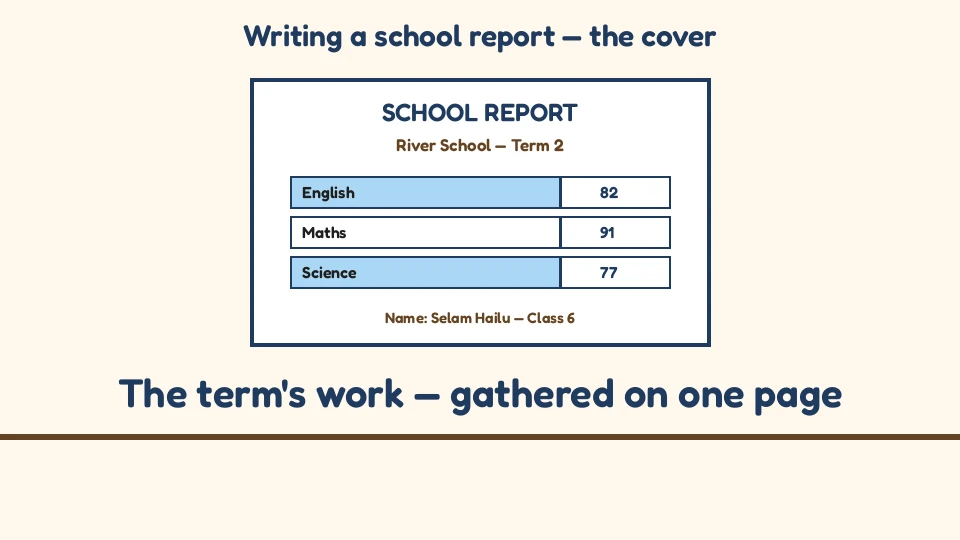 Writing a school report — the cover
SCHOOL REPORT
River School — Term 2
English 82
Maths 91
Science 77
Name: Selam Hailu — Class 6
The term's work — gathered on one page